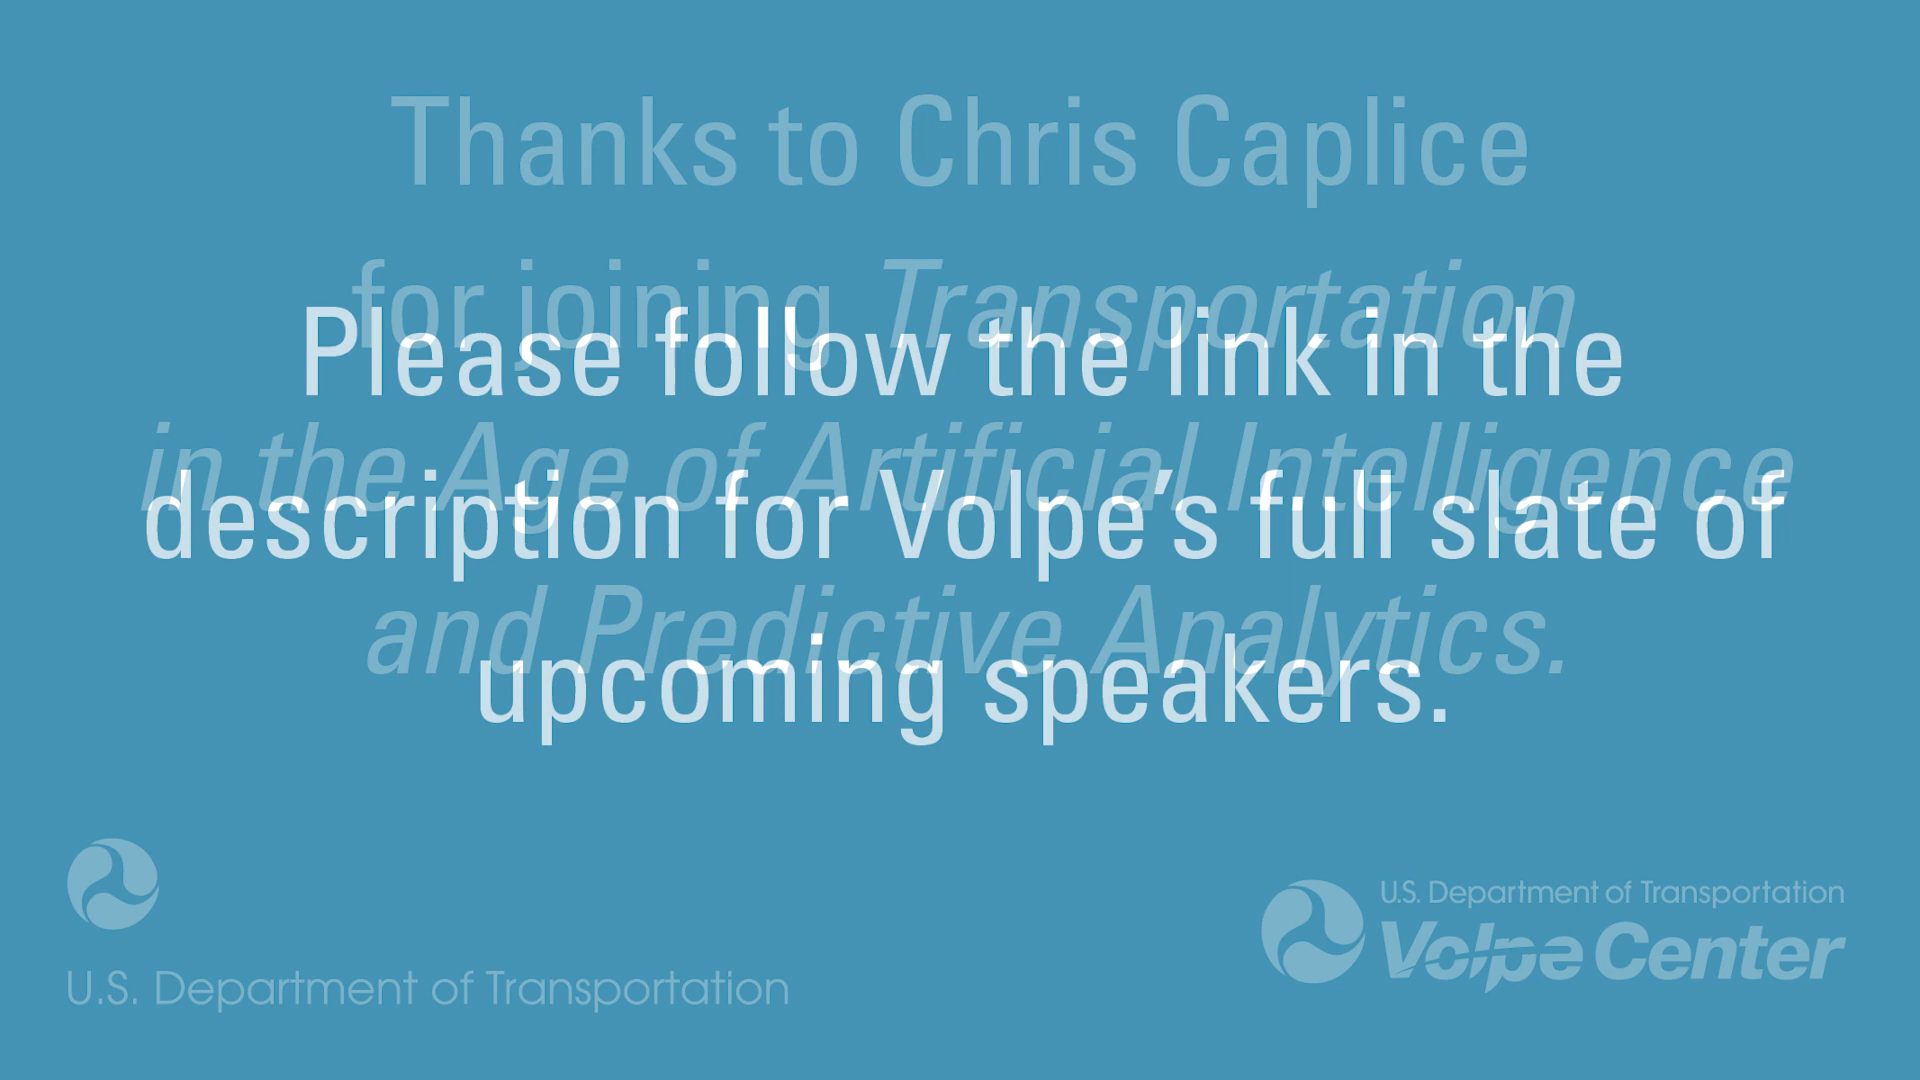 Thanks to Chris Caplice
for joining Transportation
in the Age of Artificial Intelligence
and Predictive Analytics.
Please follow the link in the
description for Volpe’s full slate of
upcoming speakers.
U.S. Department of Transportation
U.S. Department of Transportation
Volpe Center